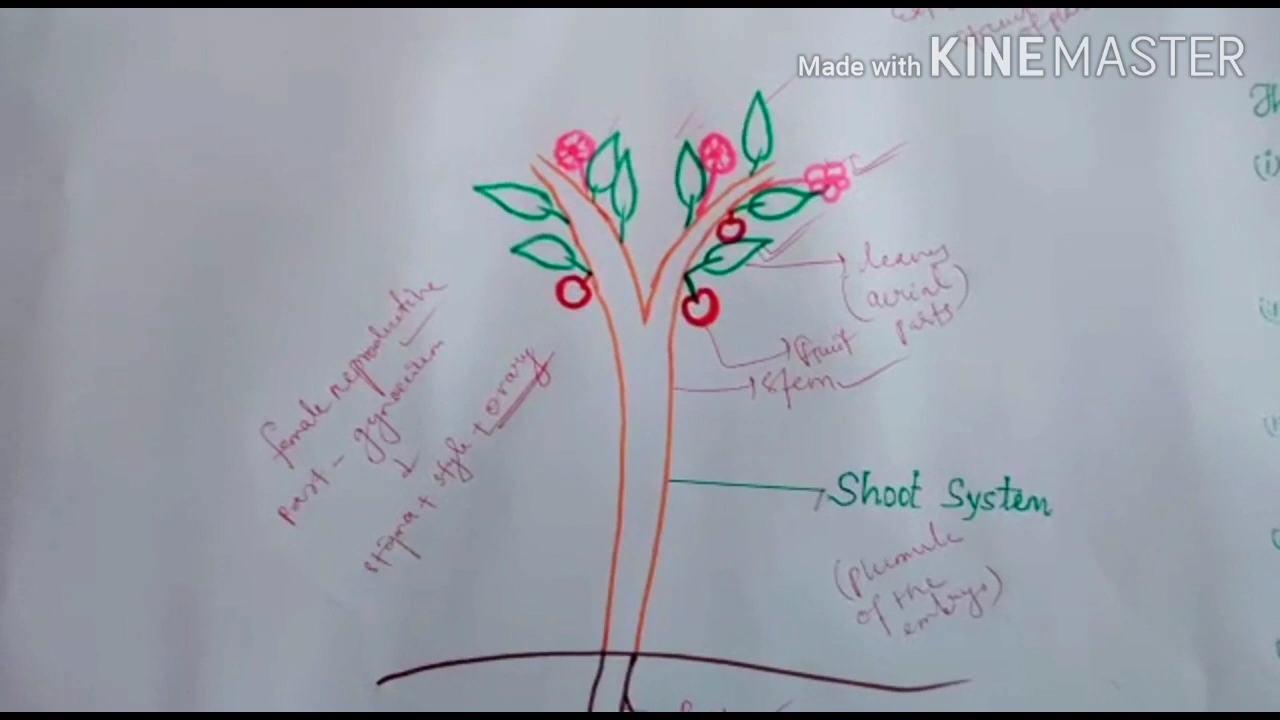 Made with KINEMASTER
Th
(i)
leaves
(aerial)
parts
fruit
stem
female reproductive
part - gynoecium
stigma + style + ovary
Shoot System
(plumule
of the
embryo)